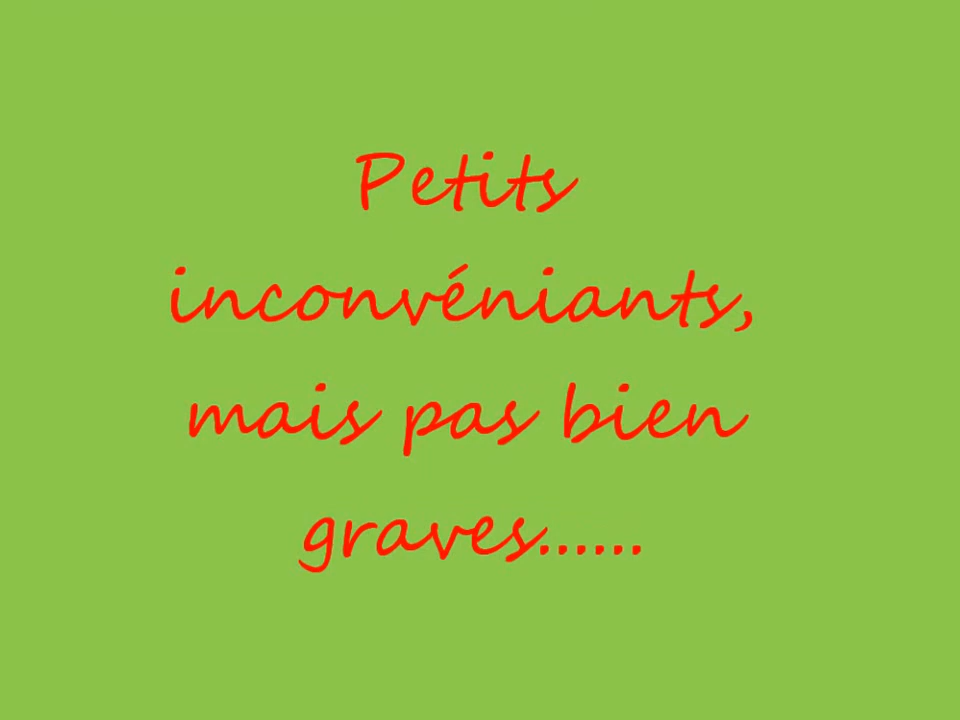 Petits
inconvéniants,
mais pas bien
graves......